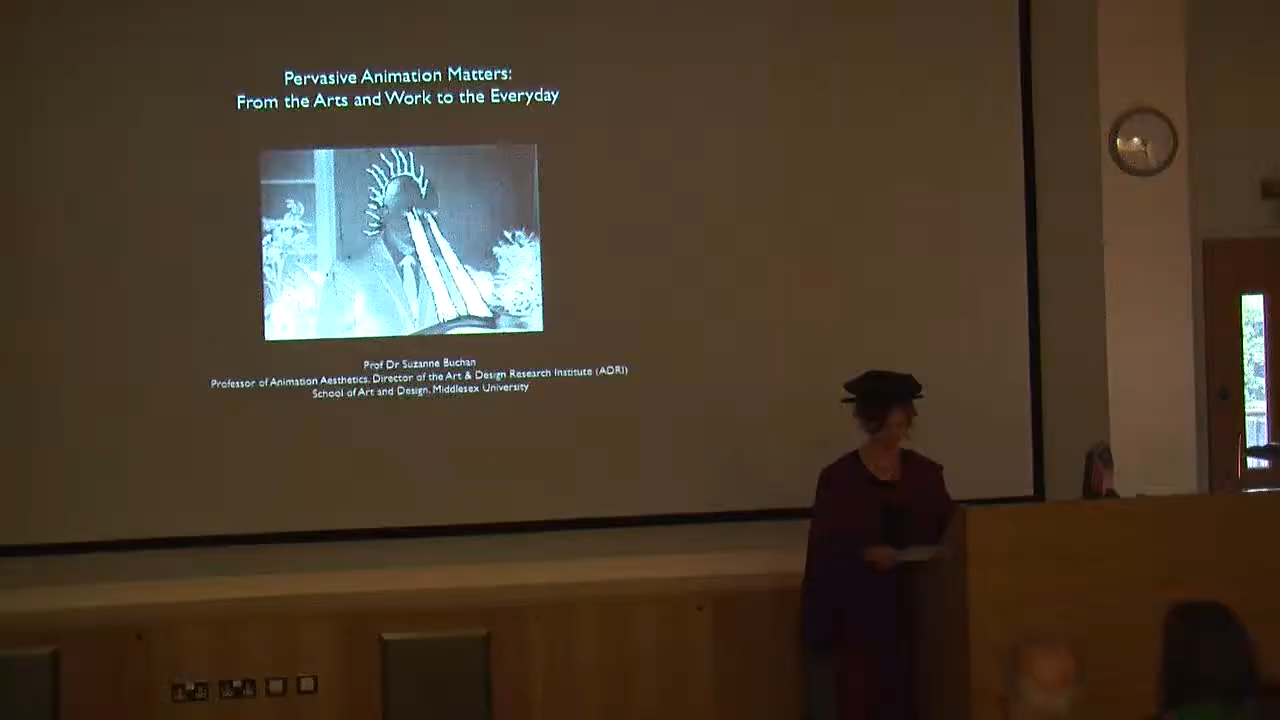 Pervasive Animation Matters:
From the Arts and Work to the Everyday
Prof Dr Suzanne Buchan
Professor of Animation Aesthetics, Director of the Art & Design Research Institute (ADRI)
School of Art and Design, Middlesex University